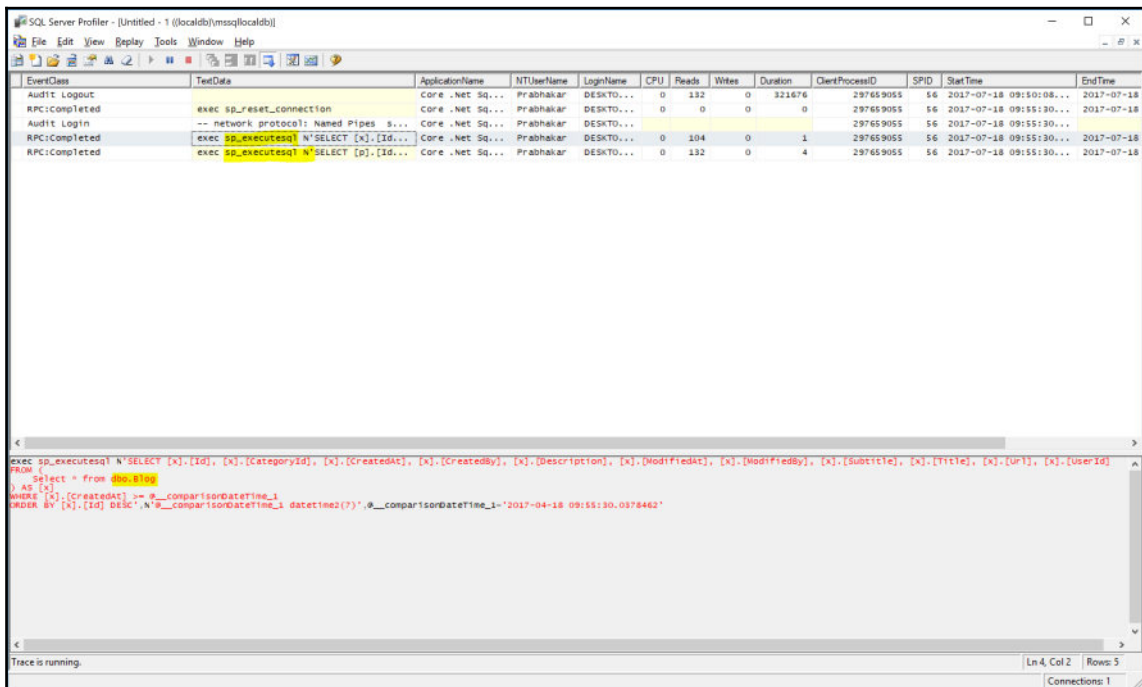 SQL Server Profiler - [Untitled - 1 ((localdb)\mssqllocaldb)]
File Edit View Replay Tools Window Help
EventClass TextData ApplicationName NTUserName LoginName CPU Reads Writes Duration ClientProcessID SPID StartTime EndTime
Audit Logout Core .Net Sq... Prabhakar DESKTO... 0 132 0 321676 297659055 56 2017-07-18 09:50:08... 2017-07-18
RPC:Completed exec sp_reset_connection Core .Net Sq... Prabhakar DESKTO... 0 0 0 0 297659055 56 2017-07-18 09:55:30... 2017-07-18
Audit Login -- network protocol: Named Pipes s... Core .Net Sq... Prabhakar DESKTO... 297659055 56 2017-07-18 09:55:30...
RPC:Completed exec sp_executesql N'SELECT [x].[Id... Core .Net Sq... Prabhakar DESKTO... 0 104 0 1 297659055 56 2017-07-18 09:55:30... 2017-07-18
RPC:Completed exec sp_executesql N'SELECT [p].[Id... Core .Net Sq... Prabhakar DESKTO... 0 132 0 4 297659055 56 2017-07-18 09:55:30... 2017-07-18
exec sp_executesql N'SELECT [x].[Id], [x].[CategoryId], [x].[CreatedAt], [x].[CreatedBy], [x].[Description], [x].[ModifiedAt], [x].[ModifiedBy], [x].[Subtitle], [x].[Title], [x].[Url], [x].[UserId]
FROM (
Select * from dbo.Blog
) AS [x]
WHERE [x].[CreatedAt] >= @__comparisonDateTime_1
ORDER BY [x].[Id] DESC',N'@__comparisonDateTime_1 datetime2(7)',@__comparisonDateTime_1='2017-04-18 09:55:30.0378462'
Trace is running. Ln 4, Col 2 Rows: 5
Connections: 1